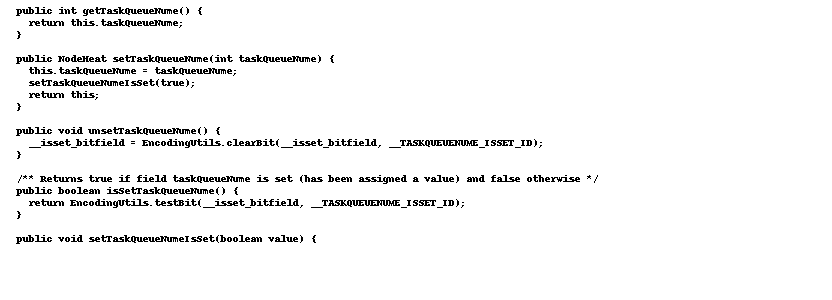 public int getTaskQueueNume() {
return this.taskQueueNume;
}
public NodeHeat setTaskQueueNume(int taskQueueNume) {
this.taskQueueNume = taskQueueNume;
setTaskQueueNumeIsSet(true);
return this;
}
public void unsetTaskQueueNume() {
__isset_bitfield = EncodingUtils.clearBit(__isset_bitfield, __TASKQUEUENUME_ISSET_ID);
}
/** Returns true if field taskQueueNume is set (has been assigned a value) and false otherwise */
public boolean isSetTaskQueueNume() {
return EncodingUtils.testBit(__isset_bitfield, __TASKQUEUENUME_ISSET_ID);
}
public void setTaskQueueNumeIsSet(boolean value) {